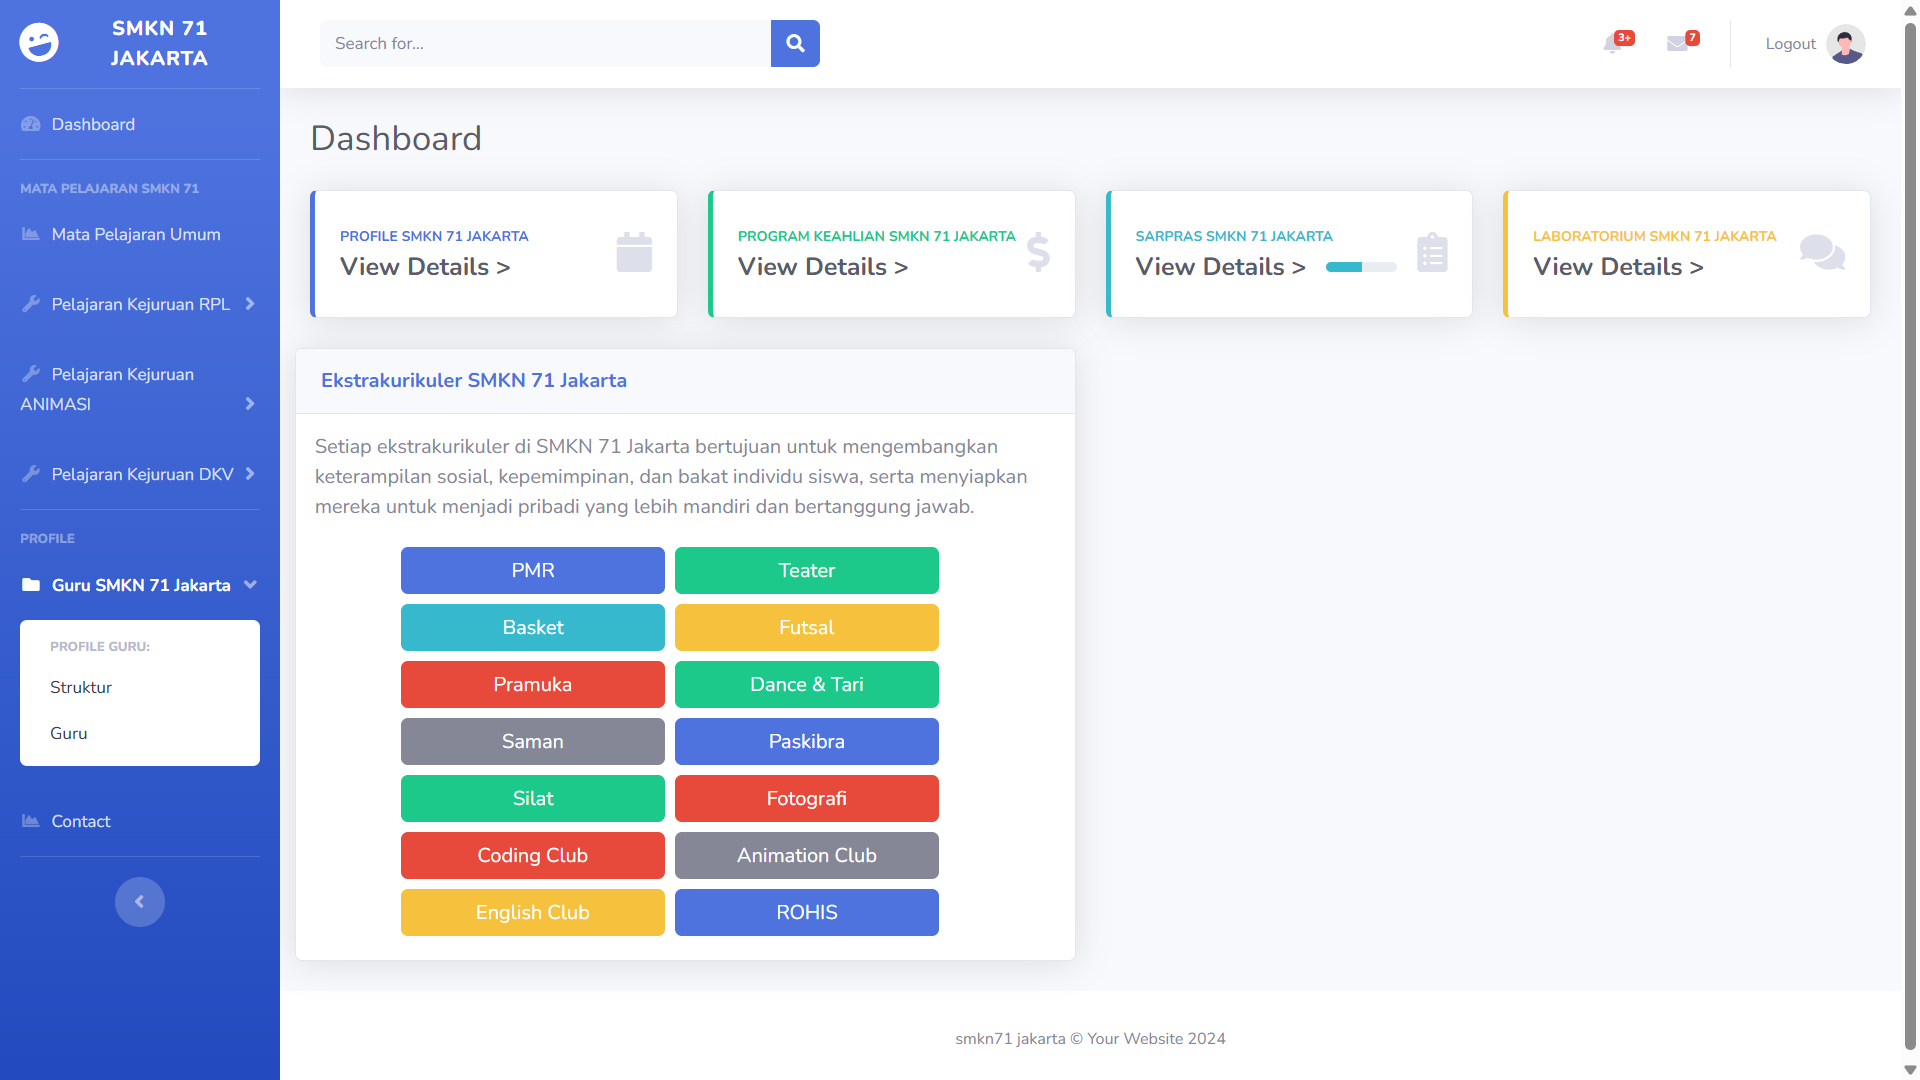 SMKN 71
JAKARTA
Dashboard
MATA PELAJARAN SMKN 71
Mata Pelajaran Umum
Pelajaran Kejuruan RPL
Pelajaran Kejuruan
ANIMASI
Pelajaran Kejuruan DKV
PROFILE
Guru SMKN 71 Jakarta
PROFILE GURU:
Struktur
Guru
Contact
Search for...
3+
7
Logout
Dashboard
PROFILE SMKN 71 JAKARTA
View Details >
PROGRAM KEAHLIAN SMKN 71 JAKARTA
View Details >
SARPRAS SMKN 71 JAKARTA
View Details >
LABORATORIUM SMKN 71 JAKARTA
View Details >
Ekstrakurikuler SMKN 71 Jakarta
Setiap ekstrakurikuler di SMKN 71 Jakarta bertujuan untuk mengembangkan
keterampilan sosial, kepemimpinan, dan bakat individu siswa, serta menyiapkan
mereka untuk menjadi pribadi yang lebih mandiri dan bertanggung jawab.
PMR
Teater
Basket
Futsal
Pramuka
Dance & Tari
Saman
Paskibra
Silat
Fotografi
Coding Club
Animation Club
English Club
ROHIS
smkn71 jakarta © Your Website 2024